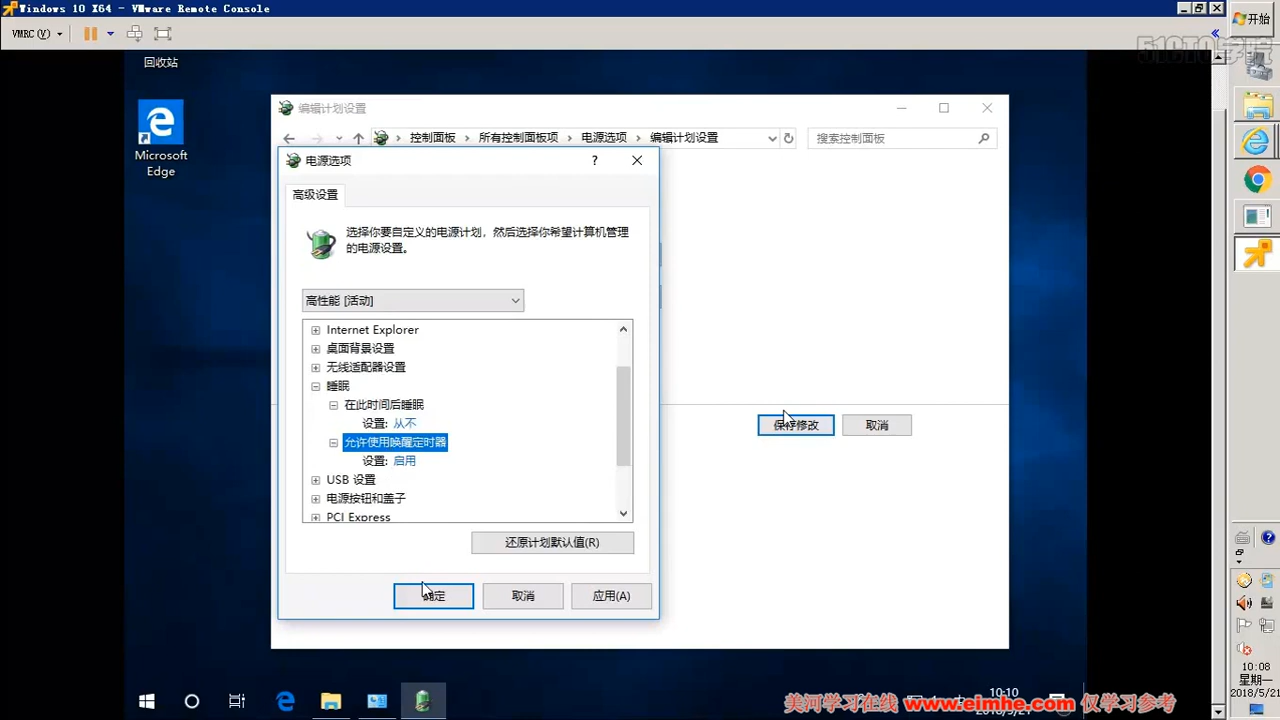 Windows 10 X64 - VMware Remote Console
VMRC(V)
开始
51CTO学院
回收站
Microsoft
Edge
编辑计划设置
控制面板 › 所有控制面板项 › 电源选项 › 编辑计划设置
搜索控制面板
电源选项
高级设置
选择你要自定义的电源计划，然后选择你希望计算机管理
的电源设置。
高性能 [活动]
Internet Explorer
桌面背景设置
无线适配器设置
睡眠
在此时间后睡眠
设置: 从不
允许使用唤醒定时器
设置: 启用
USB 设置
电源按钮和盖子
PCI Express
还原计划默认值(R)
确定
取消
应用(A)
保存修改
取消
10:08
星期一
2018/5/21
10:10
美河学习在线 www.eimhe.com 仅学习参考